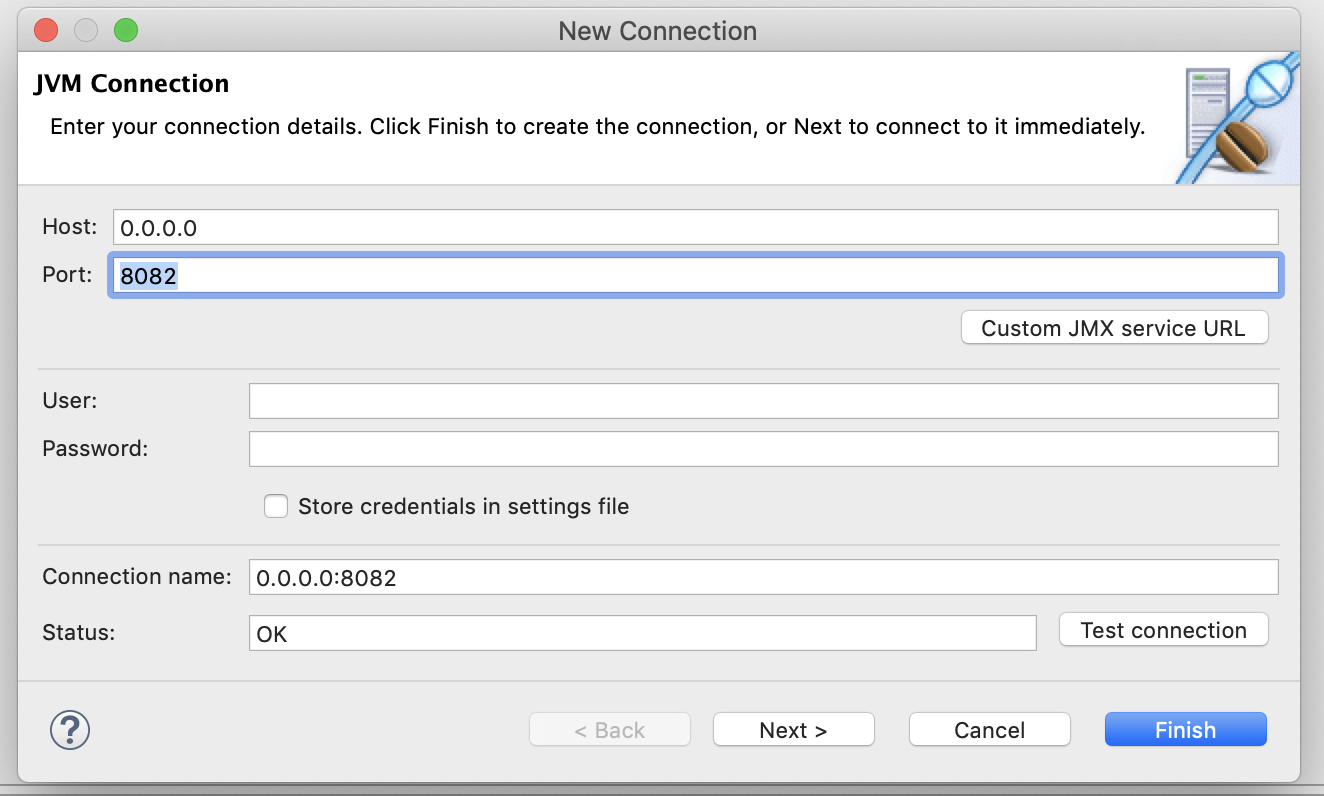 New Connection
JVM Connection
Enter your connection details. Click Finish to create the connection, or Next to connect to it immediately.
Host: 0.0.0.0
Port: 8082
Custom JMX service URL
User:
Password:
Store credentials in settings file
Connection name: 0.0.0.0:8082
Status: OK Test connection
? < Back Next > Cancel Finish